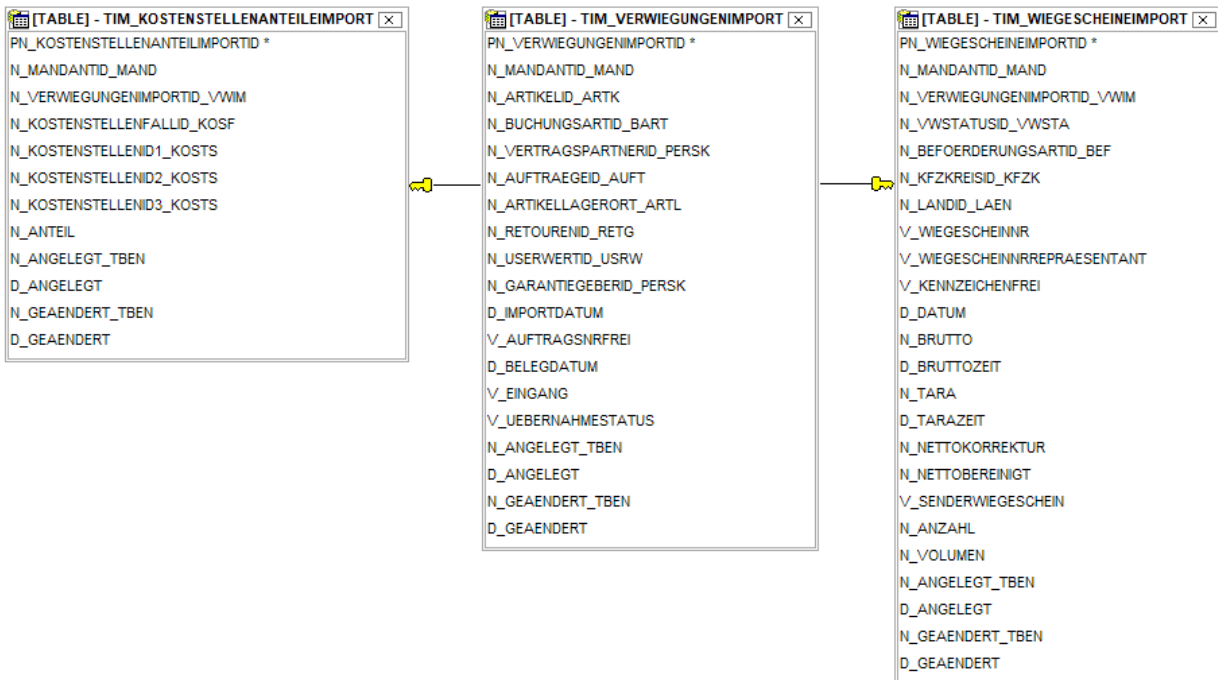 [TABLE] - TIM_KOSTENSTELLENANTEILEIMPORT
PN_KOSTENSTELLENANTEILIMPORTID *
N_MANDANTID_MAND
N_VERWIEGUNGENIMPORTID_VWIM
N_KOSTENSTELLENFALLID_KOSF
N_KOSTENSTELLENID1_KOSTS
N_KOSTENSTELLENID2_KOSTS
N_KOSTENSTELLENID3_KOSTS
N_ANTEIL
N_ANGELEGT_TBEN
D_ANGELEGT
N_GEAENDERT_TBEN
D_GEAENDERT
[TABLE] - TIM_VERWIEGUNGENIMPORT
PN_VERWIEGUNGENIMPORTID *
N_MANDANTID_MAND
N_ARTIKELID_ARTK
N_BUCHUNGSARTID_BART
N_VERTRAGSPARTNERID_PERSK
N_AUFTRAEGEID_AUFT
N_ARTIKELLAGERORT_ARTL
N_RETOURENID_RETG
N_USERWERTID_USRW
N_GARANTIEGEBERID_PERSK
D_IMPORTDATUM
V_AUFTRAGSNRFREI
D_BELEGDATUM
V_EINGANG
V_UEBERNAHMESTATUS
N_ANGELEGT_TBEN
D_ANGELEGT
N_GEAENDERT_TBEN
D_GEAENDERT
[TABLE] - TIM_WIEGESCHEINEIMPORT
PN_WIEGESCHEINEIMPORTID *
N_MANDANTID_MAND
N_VERWIEGUNGENIMPORTID_VWIM
N_VWSTATUSID_VWSTA
N_BEFOERDERUNGSARTID_BEF
N_KFZKREISID_KFZK
N_LANDID_LAEN
V_WIEGESCHEINNR
V_WIEGESCHEINNRREPRAESENTANT
V_KENNZEICHENFREI
D_DATUM
N_BRUTTO
D_BRUTTOZEIT
N_TARA
D_TARAZEIT
N_NETTOKORREKTUR
N_NETTOBEREINIGT
V_SENDERWIEGESCHEIN
N_ANZAHL
N_VOLUMEN
N_ANGELEGT_TBEN
D_ANGELEGT
N_GEAENDERT_TBEN
D_GEAENDERT